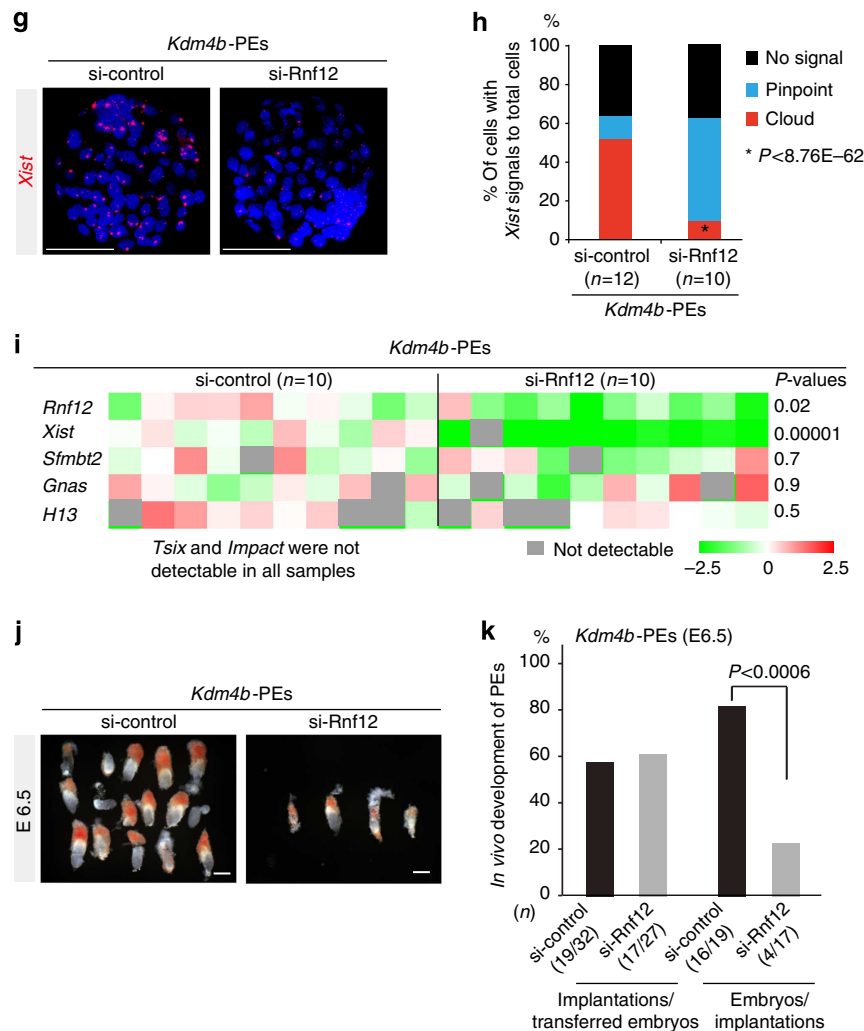 g
Kdm4b-PEs
si-control
si-Rnf12
Xist
h
%
% Of cells with
Xist signals to total cells
100
80
60
40
20
0
*
No signal
Pinpoint
Cloud
* P<8.76E–62
si-control
(n=12)
si-Rnf12
(n=10)
Kdm4b-PEs
i
Kdm4b-PEs
si-control (n=10)
si-Rnf12 (n=10)
P-values
Rnf12
0.02
Xist
0.00001
Sfmbt2
0.7
Gnas
0.9
H13
0.5
Tsix and Impact were not
detectable in all samples
Not detectable
–2.5
0
2.5
j
Kdm4b-PEs
si-control
si-Rnf12
E 6.5
k
%
Kdm4b-PEs (E6.5)
In vivo development of PEs
100
80
60
40
20
0
P<0.0006
(n)
si-control
(19/32)
si-Rnf12
(17/27)
si-control
(16/19)
si-Rnf12
(4/17)
Implantations/
transferred embryos
Embryos/
implantations